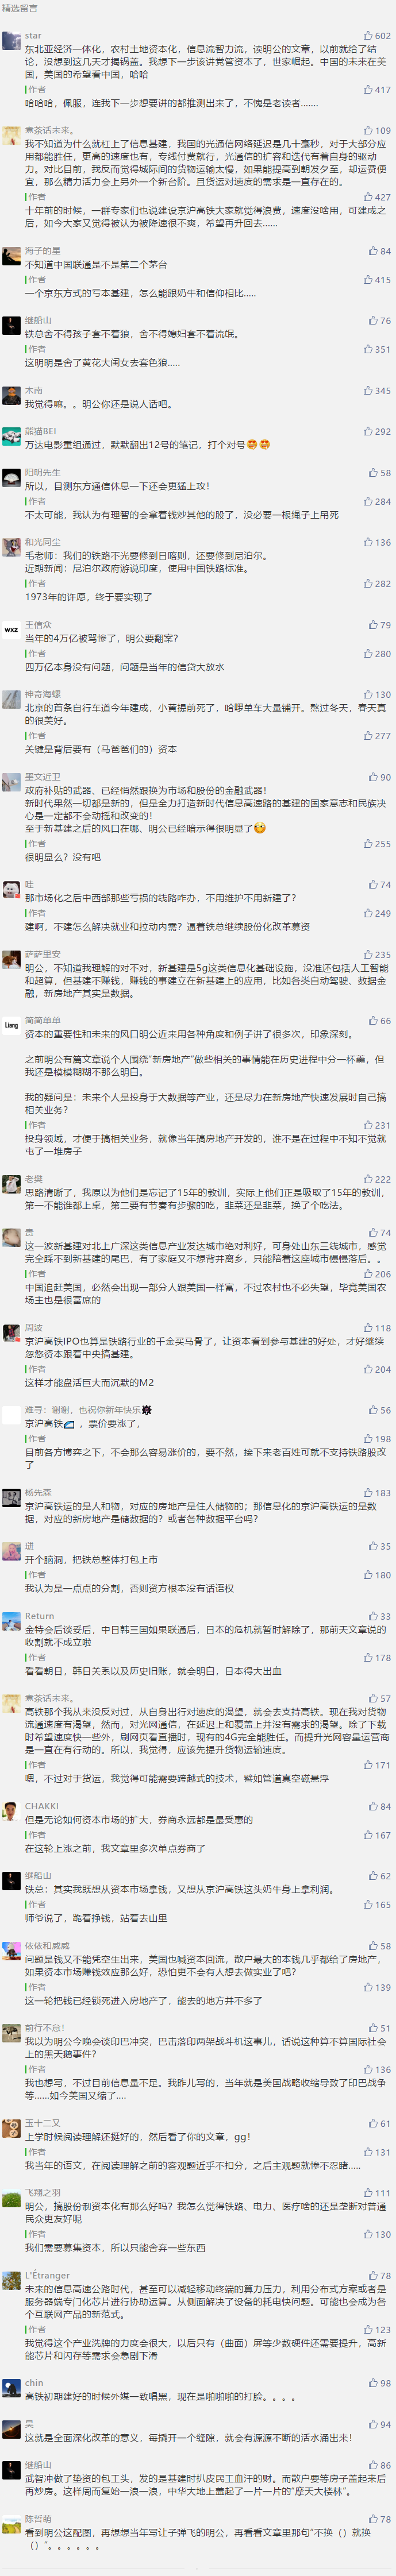 精选留言
star 602
东北亚经济一体化，农村土地资本化，信息流智力流，读明公的文章，以前就给了结
论，没想到这几天才揭锅盖。我想下一步该讲党管资本了，世家崛起。中国的未来在美
国，美国的希望看中国，哈哈
作者 417
哈哈哈，佩服，连我下一步想要讲的都推测出来了，不愧是老读者.......
煮茶话未来。 109
我不知道为什么就杠上了信息基建，我国的光通信网络延迟是几十毫秒，对于大部分应
用都能胜任，更高的速度也有，专线付费就行，光通信的扩容和迭代有着自身的驱动
力。对比目前，我反而觉得城际间的货物运输太慢，如果能提高到朝发夕至，却运费便
宜，那么精力活力会上另外一个新台阶。且货运对速度的需求是一直存在的。
作者 427
十年前的时候，一群专家们也说建设京沪高铁大家就觉得浪费，速度没啥用，可建成之
后，如今大家又觉得被认为被降速很不爽，希望再升回去......
海子的星 84
不知道中国联通是不是第二个茅台
作者 415
一个京东方式的亏本基建，怎么能跟奶牛和信仰相比.....
继船山 76
铁总舍不得孩子套不着狼，舍不得媳妇套不着流氓。
作者 351
这明明是舍了黄花大闺女去套色狼.....
木南 345
我觉得嘛。。明公你还是说人话吧。
熊猫BEI 292
万达电影重组通过，默默翻出12号的笔记，打个对号
阳明先生 58
所以，目测东方通信休息一下还会更猛上攻！
作者 284
不太可能，我认为有理智的会拿看钱炒其他的股了，没必要一根绳子上吊死
和光同尘 136
毛老师：我们的铁路不光要修到日喀则，还要修到尼泊尔。
近期新闻：尼泊尔政府游说印度，使用中国铁路标准。
作者 282
1973年的许愿，终于要实现了
王信众 79
当年的4万亿被骂惨了，明公要翻案？
作者 280
四万亿本身没有问题，问题是当年的信贷大放水
神奇海螺 130
北京的首条自行车道今年建成，小黄提前死了，哈啰单车大量铺开。熬过冬天，春天真
的很美好。
作者 277
关键是背后要有（马爸爸们的）资本
墨文近卫 90
政府补贴的武器、已经悄然跟换为市场和股份的金融武器！
新时代果然一切都是新的，但是全力打造新时代信息高速路的基建的国家意志和民族决
心是一定都不会动摇和改变的！
至于新基建之后的风口在哪、明公已经暗示得很明显了
作者 255
很明显么？没有吧
哇 74
那市场化之后中西部那些亏损的线路咋办，不用维护不用新建了？
作者 249
建啊，不建怎么解决就业和拉动内需？逼着铁总继续股份化改革募资
萨萨里安 235
明公，不知道我理解的对不对，新基建是5g这类信息化基础设施，没准还包括人工智能
和超算，但基建不赚钱，赚钱的事建立在新基建上的应用，比如各类自动驾驶、数据金
融，新房地产其实是数据。
简简单单 66
资本的重要性和未来的风口明公近来用各种角度和例子讲了很多次，印象深刻。
之前明公有篇文章说个人围绕“新房地产”做些相关的事情能在历史进程中分一杯羹，但
我还是模模糊糊不那么明白。
我的疑问是：未来个人是投身于大数据等产业，还是尽力在新房地产快速发展时自己搞
相关业务？
作者 231
投身领域，才便于搞相关业务，就像当年搞房地产开发的，谁不是在过程中不知不觉就
屯了一堆房子
老樊 222
思路清晰了，我原以为他们是忘记了15年的教训，实际上他们正是吸取了15年的教训，
第一不能谁都上桌，第二要有节奏有步骤的吃，韭菜还是韭菜，换了个吃法。
贵 74
这一波新基建对北上广深这类信息产业发达城市绝对利好，可身处山东三线城市，感觉
完全踩不到新基建的尾巴，有了家庭又不想背井离乡，只能陪着这座城市慢慢落后。。
作者 206
中国追赶美国，必然会出现一部分人跟美国一样富，不过农村也不必失望，毕竟美国农
场主也是很富庶的
周波 118
京沪高铁IPO也算是铁路行业的千金买马骨了，让资本看到参与基建的好处，才好继续
忽悠资本跟着中央搞基建。
作者 204
这样才能盘活巨大而沉默的M2
难寻：谢谢，也祝你新年快乐 56
京沪高铁，票价要涨了，
作者 198
目前各方博弈之下，不会那么容易涨价的，要不然，接下来老百姓可就不支持铁路股改
了
杨先森 183
京沪高铁运的是人和物，对应的房地产是住人储物的；那信息化的京沪高铁运的是数
据，对应的新房地产是储数据的？或者各种数据平台吗？
研 35
开个脑洞，把铁总整体打包上市
作者 180
我认为是一点点的分割，否则资方根本没有话语权
Return 33
金特会后谈妥后，中日韩三国如果联通后，日本的危机就暂时解除了，那前天文章说的
收割就不成立啦
作者 178
看看朝日，韩日关系以及历史旧账，就会明白，日本得大出血
煮茶话未来。 57
高铁那个我从来没反对过，从自身出行对速度的渴望，就会去支持高铁。现在我对货物
流通速度有渴望，然而，对光网通信，在延迟上和覆盖上并没有需求的渴望。除了下载
时希望速度快一些外，刷网页看直播时，现有的4G完全能胜任。而提升光网容量运营商
是一直在有行动的。所以，我觉得，应该先提升货物运输速度。
作者 171
嗯，不过对于货运，我觉得可能需要跨越式的技术，譬如管道真空磁悬浮
CHAKKI 84
但是无论如何资本市场的扩大，券商永远都是最受惠的
作者 167
在这轮上涨之前，我文章里多次单点券商了
继船山 62
铁总：其实我既想从资本市场拿钱，又想从京沪高铁这头奶牛身上拿利润。
作者 165
师爷说了，跪着挣钱，站着去山里
依依和威威 58
问题是钱又不能凭空生出来，美国也喊资本回流，散户最大的本钱几乎都给了房地产，
如果资本市场赚钱效应那么好，恐怕更不会有人想去做实业了吧？
作者 139
这一轮把钱已经锁死进入房地产了，能去的地方并不多了
前行不怠！ 51
我以为明公今晚会谈印巴冲突，巴击落印两架战斗机这事儿，话说这种算不算国际社会
上的黑天鹅事件？
作者 136
我也想写，不过目前信息量不足。我昨儿写的，当年就是美国战略收缩导致了印巴战争
等......如今美国又缩了....
玉十二又 61
上学时候阅读理解还挺好的，然后看了你的文章，gg！
作者 131
我当年的语文，在阅读理解之前的客观题近乎不扣分，之后主观题就惨不忍睹.....
飞翔之羽 111
明公，搞股份制资本化有那么好吗？我怎么觉得铁路、电力、医疗啥的还是垄断对普通
民众更友好呢
作者 130
我们需要募集资本，所以只能舍弃一些东西
L'Étranger 78
未来的信息高速公路时代，甚至可以减轻移动终端的算力压力，利用分布式方案或者是
服务器端专门化芯片进行协助运算。从侧面解决了设备的耗电快问题。可能也会成为各
个互联网产品的新范式。
作者 123
我觉得这个产业洗牌的力度会很大，以后只有（曲面）屏等少数硬件还需要提升，高新
能芯片和闪存等需求会急剧下滑
chin 98
高铁初期建好的时候外媒一致唱黑，现在是啪啪啪的打脸。。。。
昊 94
这就是全面深化改革的意义，每撬开一个缝隙，就会有源源不断的活水涌出来！
继船山 86
武智冲做了垫资的包工头，发的是基建时扒皮民工血汗的财。而散户要等房子盖起来后
再炒房。这样周而复始一浪一浪，中华大地上盖起了一片一片的“摩天大楼林”。
陈哲萌 78
看到明公这配图，再想想当年写让子弹飞的明公，再看看文章里那句“不换（）就换
（）”。。。。。。